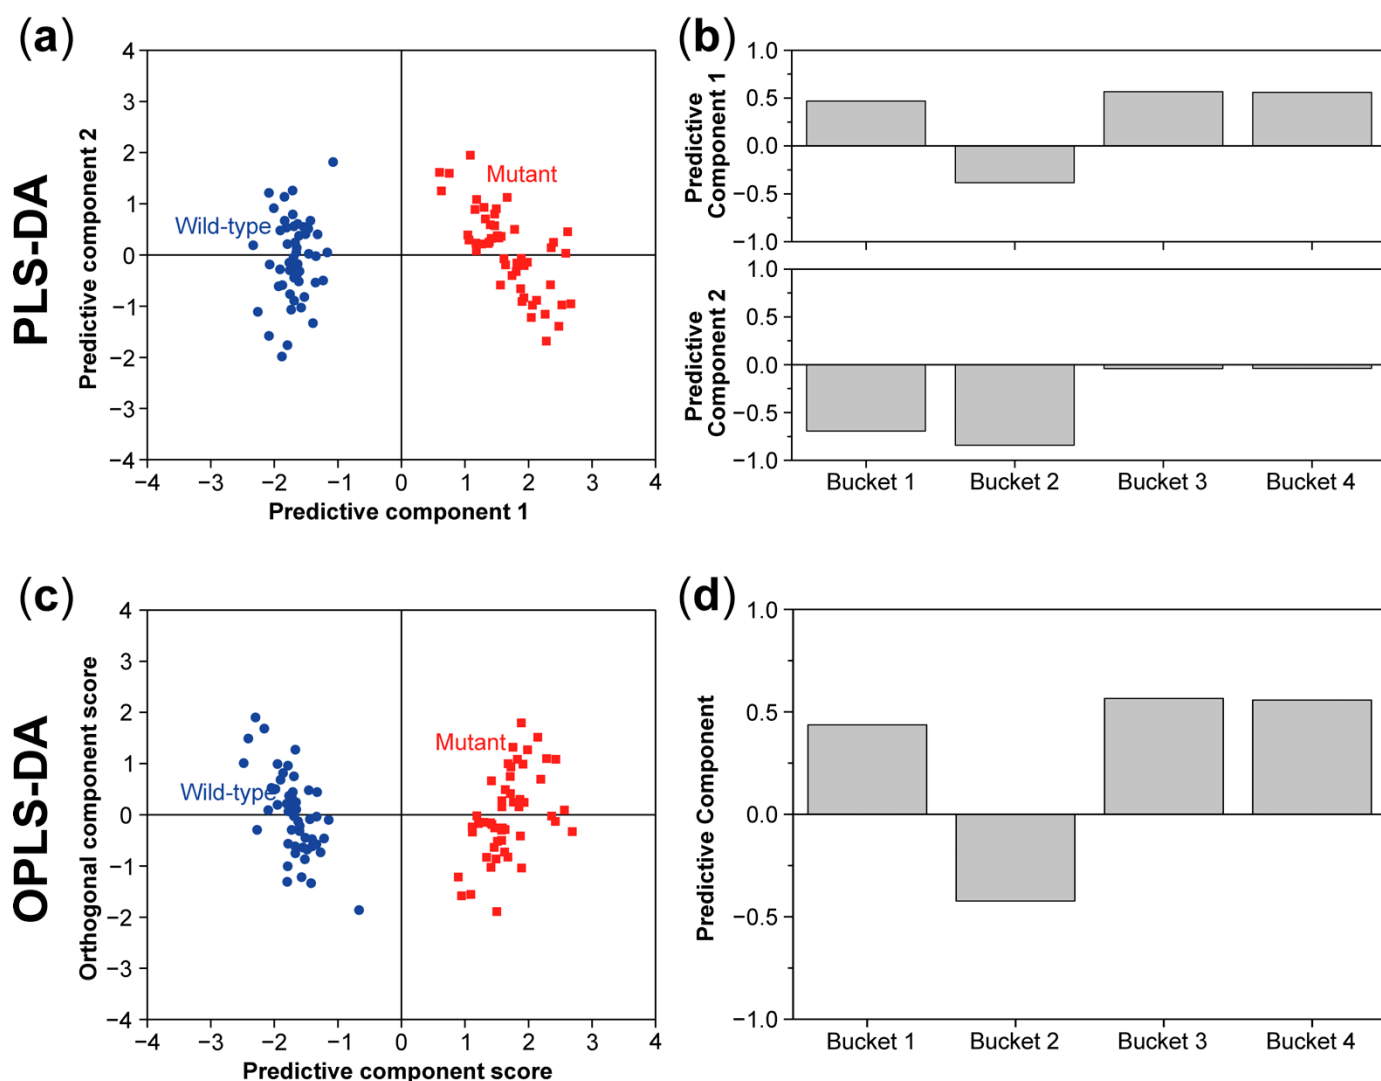 (a)
PLS-DA
Predictive component 2
4
3
2
1
0
−1
−2
−3
−4
Wild-type
Mutant
−4 −3 −2 −1 0 1 2 3 4
Predictive component 1
(b)
Predictive
Component 1
1.0
0.5
0.0
−0.5
−1.0
Predictive
Component 2
1.0
0.5
0.0
−0.5
−1.0
Bucket 1 Bucket 2 Bucket 3 Bucket 4
(c)
OPLS-DA
Orthogonal component score
4
3
2
1
0
−1
−2
−3
−4
Wild-type
Mutant
−4 −3 −2 −1 0 1 2 3 4
Predictive component score
(d)
Predictive Component
1.0
0.5
0.0
−0.5
−1.0
Bucket 1 Bucket 2 Bucket 3 Bucket 4